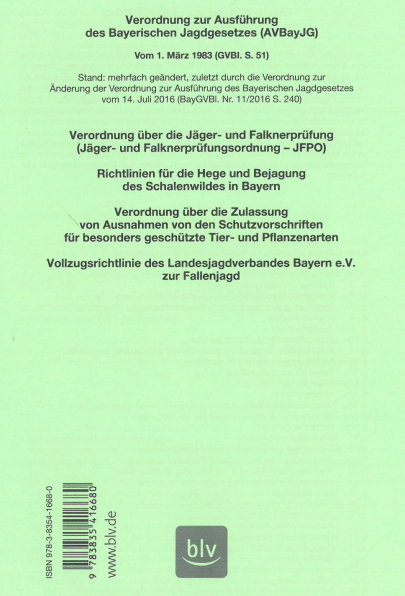 Verordnung zur Ausführung
des Bayerischen Jagdgesetzes (AVBayJG)
Vom 1. März 1983 (GVBl. S. 51)
Stand: mehrfach geändert, zuletzt durch die Verordnung zur
Änderung der Verordnung zur Ausführung des Bayerischen Jagdgesetzes
vom 14. Juli 2016 (BayGVBl. Nr. 11/2016 S. 240)
Verordnung über die Jäger- und Falknerprüfung
(Jäger- und Falknerprüfungsordnung – JFPO)
Richtlinien für die Hege und Bejagung
des Schalenwildes in Bayern
Verordnung über die Zulassung
von Ausnahmen von den Schutzvorschriften
für besonders geschützte Tier- und Pflanzenarten
Vollzugsrichtlinie des Landesjagdverbandes Bayern e.V.
zur Fallenjagd
ISBN 978-3-8354-1668-0
9 783835 416680
www.blv.de
blv